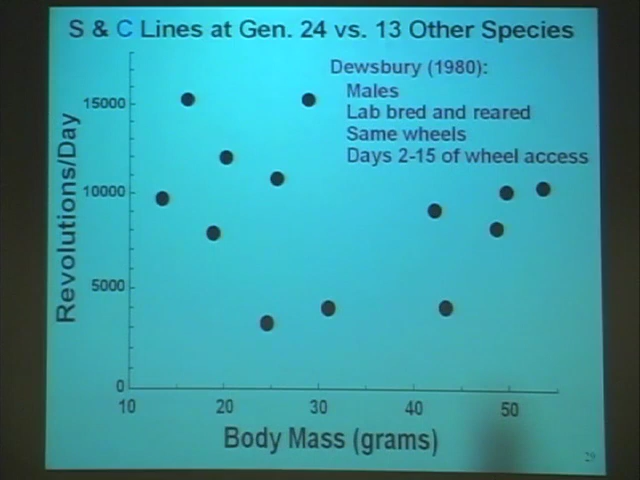 S & C Lines at Gen. 24 vs. 13 Other Species
Dewsbury (1980):
Males
Lab bred and reared
Same wheels
Days 2-15 of wheel access
Revolutions/Day
15000
10000
5000
0
10 20 30 40 50
Body Mass (grams)
29